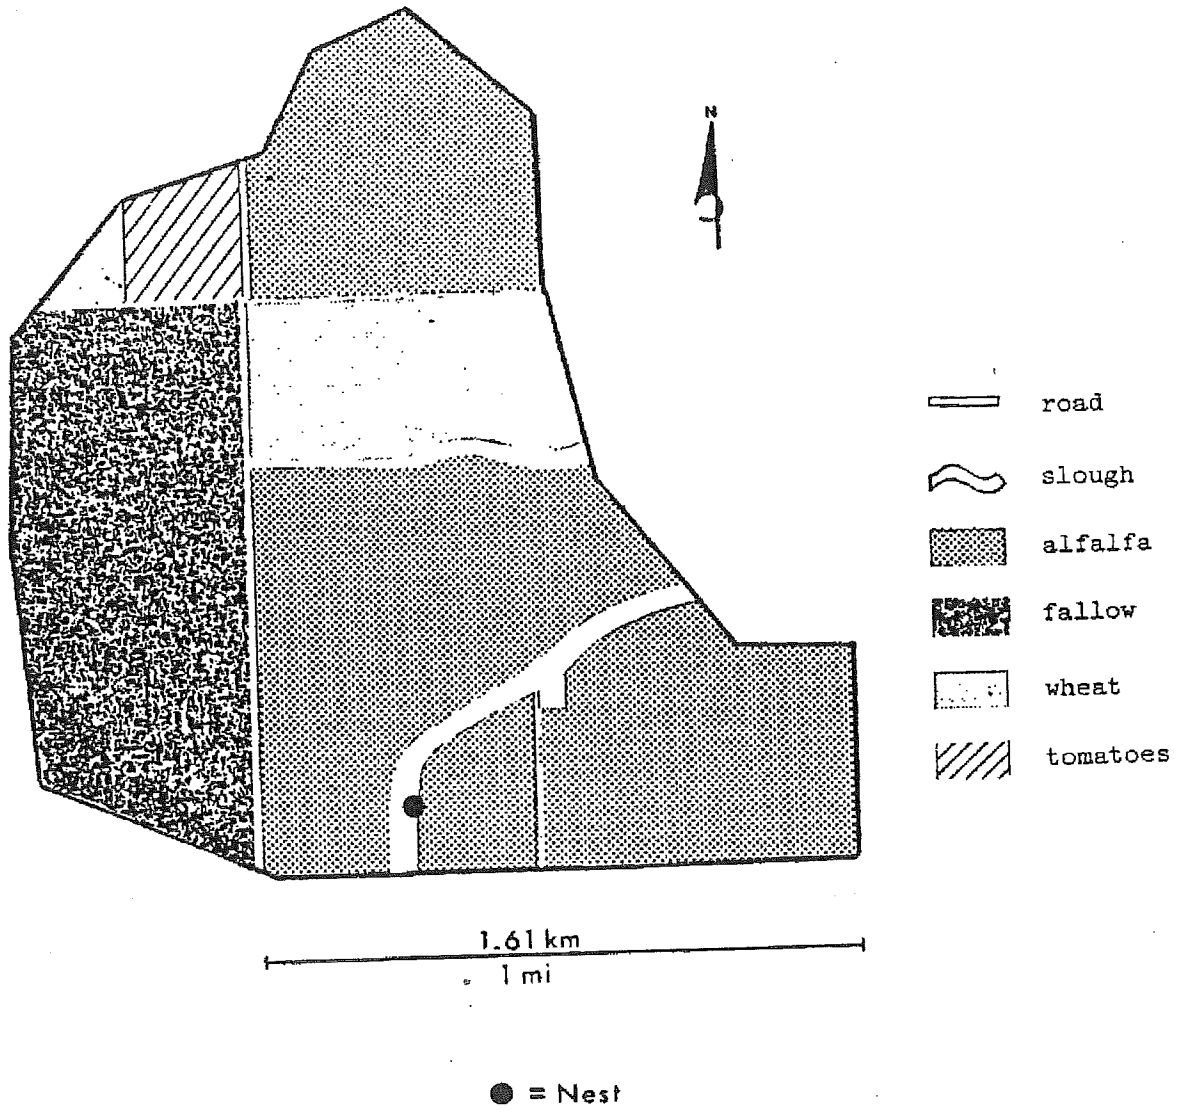 N
road
slough
alfalfa
fallow
wheat
tomatoes
1.61 km
1 mi
● = Nest